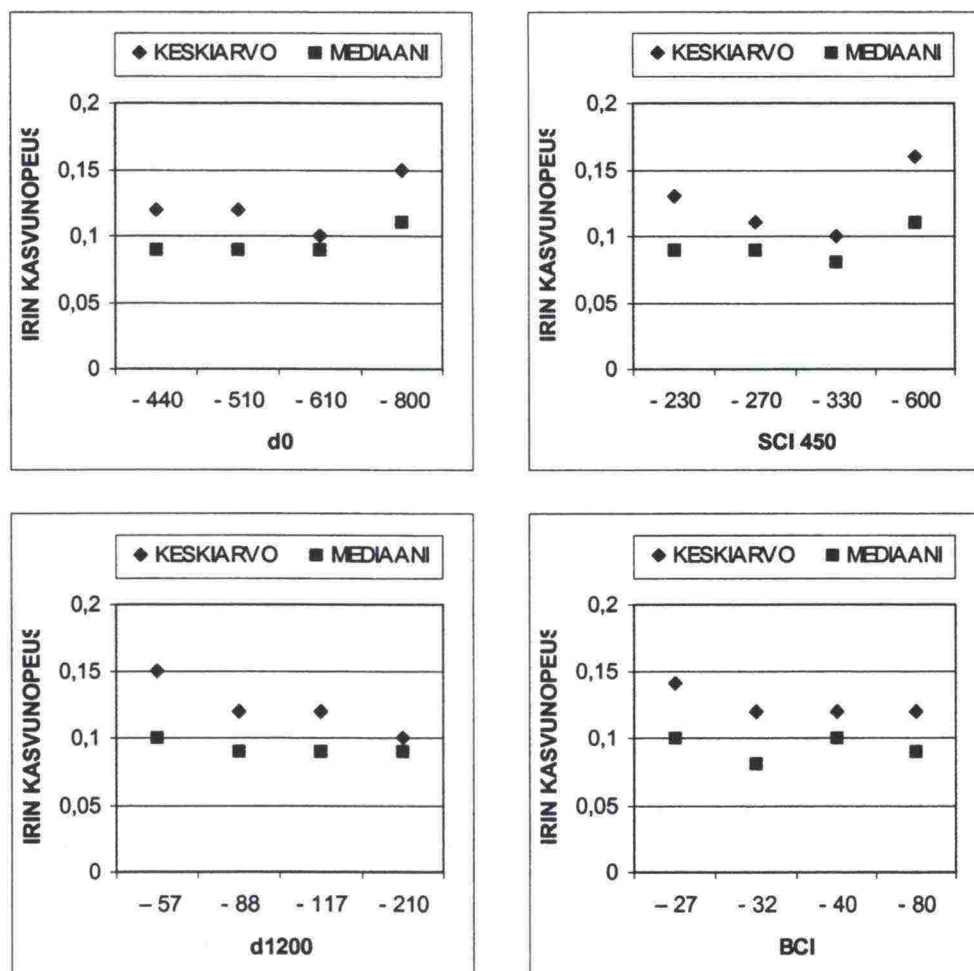 ◆ KESKIARVO ■ MEDIAANI
IRIN KASVUNOPEUS
0,2
0,15
0,1
0,05
0
- 440 - 510 - 610 - 800
d0
◆ KESKIARVO ■ MEDIAANI
IRIN KASVUNOPEUS
0,2
0,15
0,1
0,05
0
- 230 - 270 - 330 - 600
SCI 450
◆ KESKIARVO ■ MEDIAANI
IRIN KASVUNOPEUS
0,2
0,15
0,1
0,05
0
– 57 - 88 - 117 - 210
d1200
◆ KESKIARVO ■ MEDIAANI
IRIN KASVUNOPEUS
0,2
0,15
0,1
0,05
0
– 27 - 32 - 40 - 80
BCI